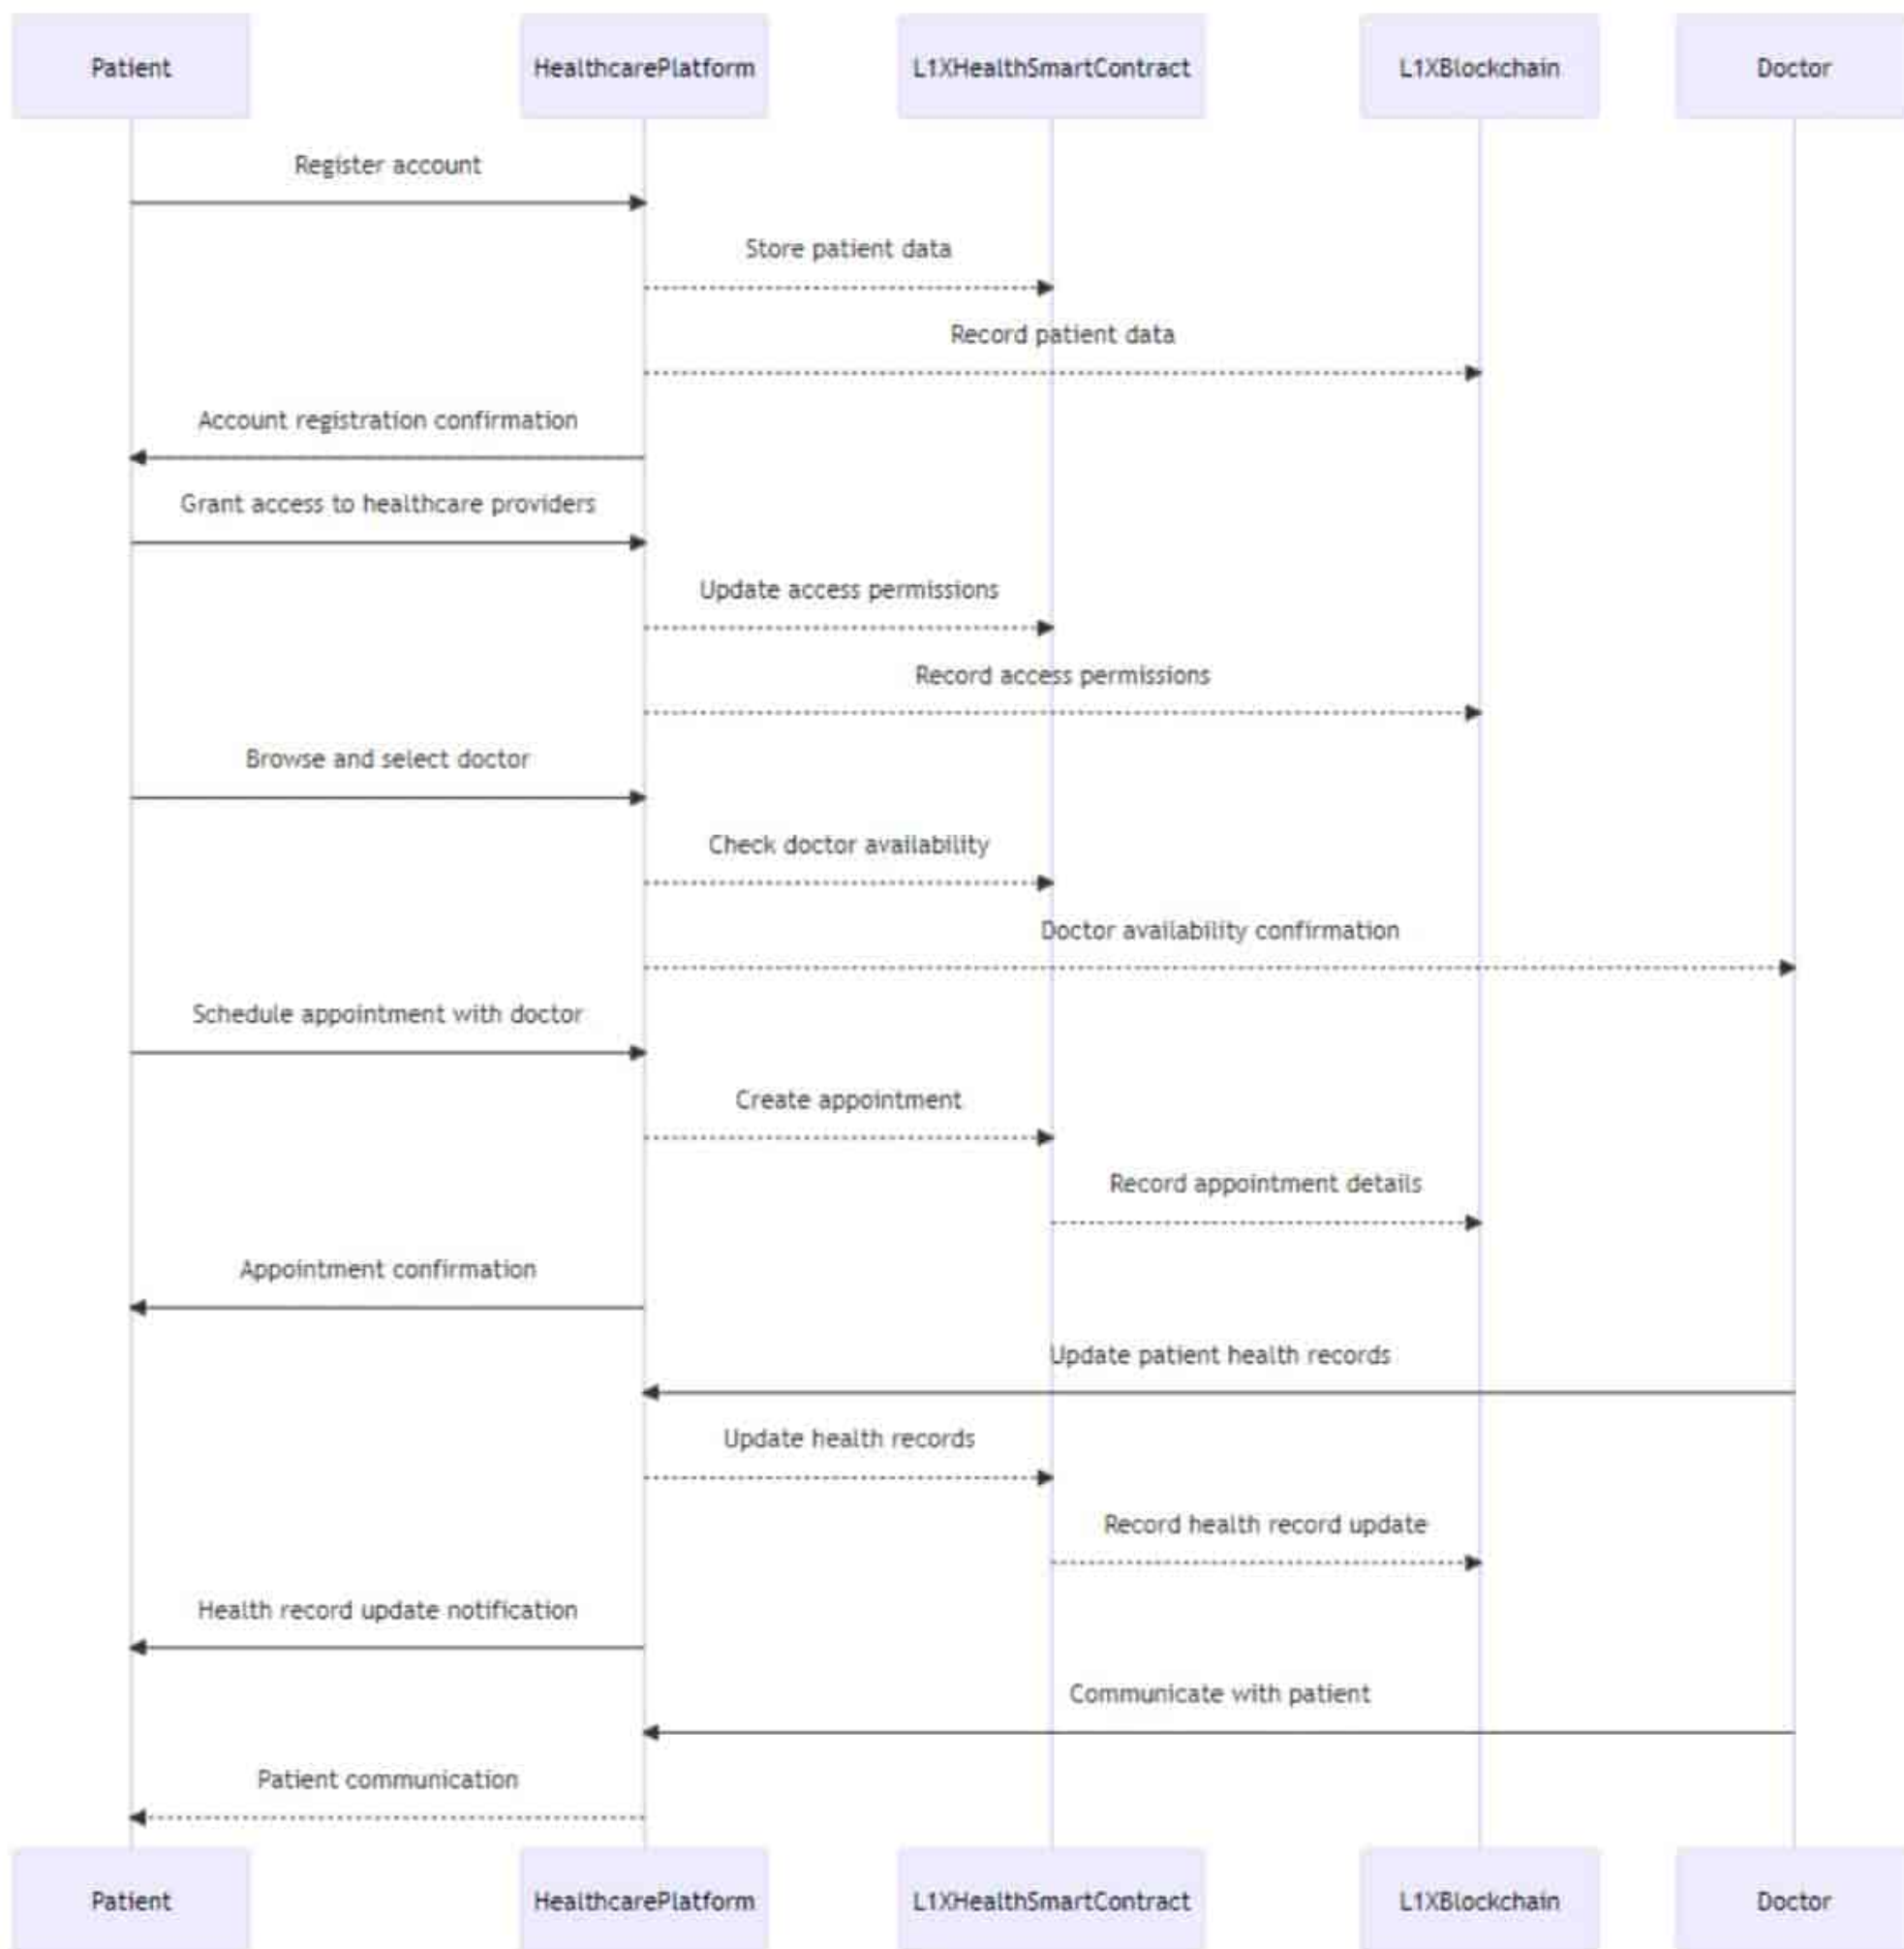 Patient
HealthcarePlatform
L1XHealthSmartContract
L1XBlockchain
Doctor
Register account
Store patient data
Record patient data
Account registration confirmation
Grant access to healthcare providers
Update access permissions
Record access permissions
Browse and select doctor
Check doctor availability
Doctor availability confirmation
Schedule appointment with doctor
Create appointment
Record appointment details
Appointment confirmation
Update patient health records
Update health records
Record health record update
Health record update notification
Communicate with patient
Patient communication
Patient
HealthcarePlatform
L1XHealthSmartContract
L1XBlockchain
Doctor